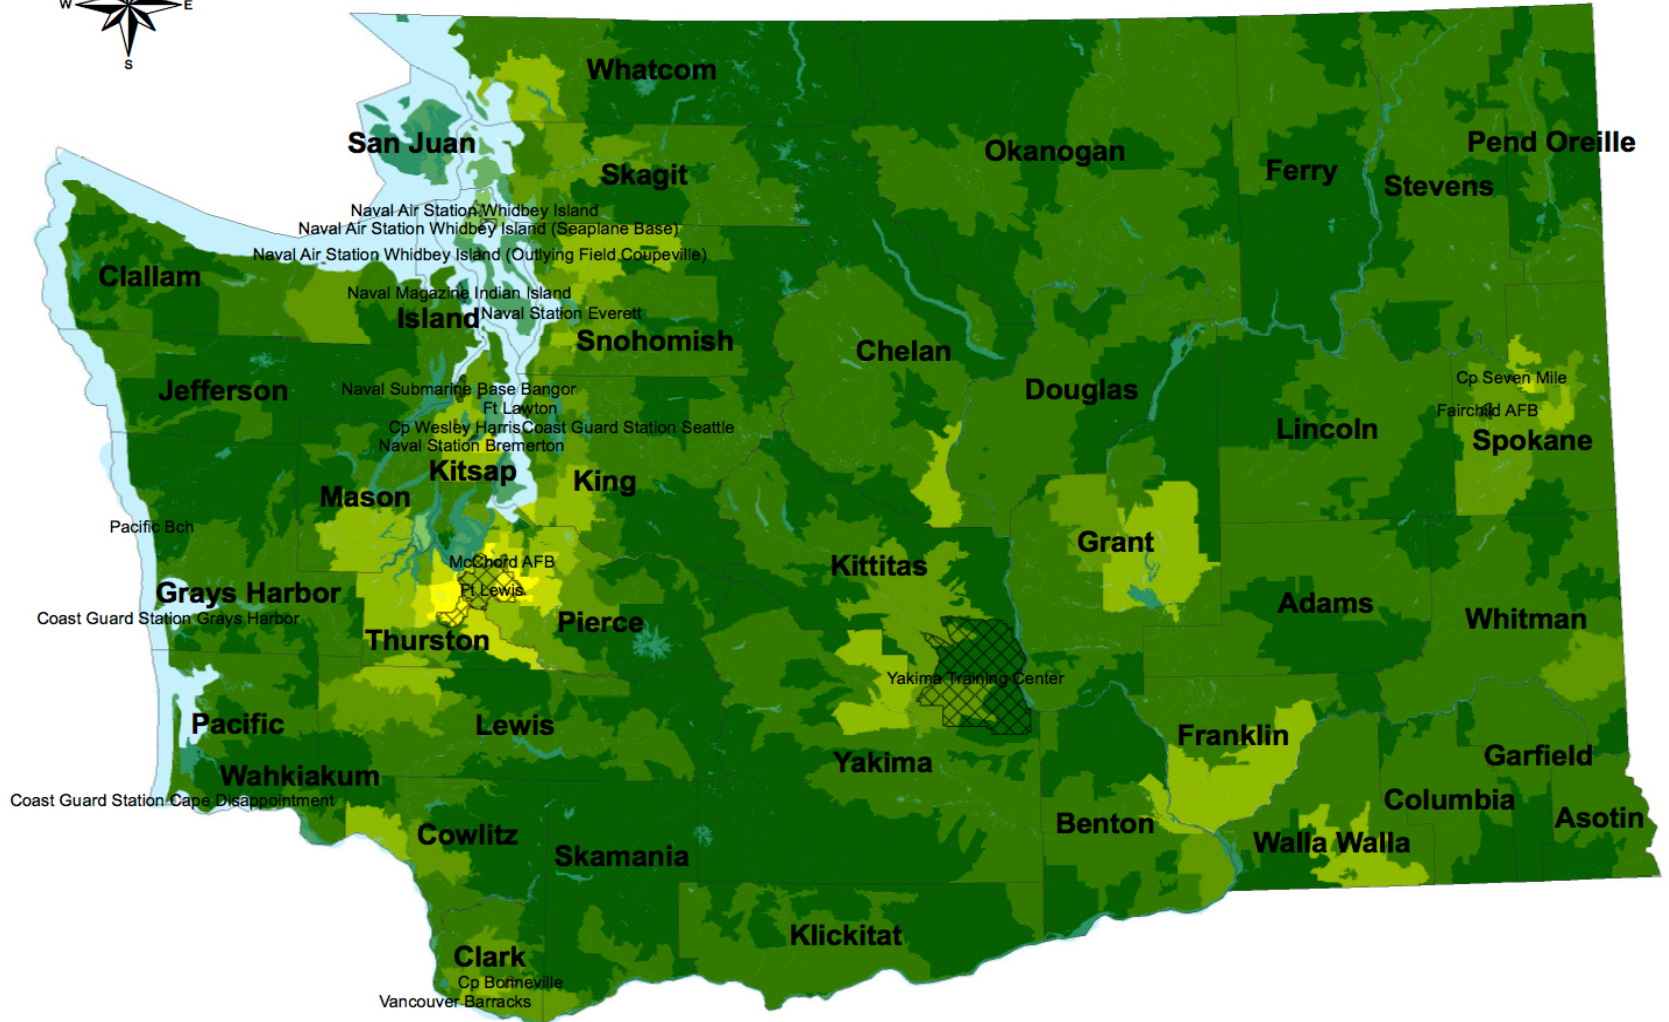 W E
S
Whatcom
San Juan
Skagit
Okanogan
Ferry
Stevens
Pend Oreille
Naval Air Station Whidbey Island
Naval Air Station Whidbey Island (Seaplane Base)
Naval Air Station Whidbey Island (Outlying Field Coupeville)
Clallam
Naval Magazine Indian Island
Island
Naval Station Everett
Snohomish
Chelan
Jefferson
Naval Submarine Base Bangor
Ft Lawton
Cp Wesley Harris
Coast Guard Station Seattle
Naval Station Bremerton
Douglas
Lincoln
Cp Seven Mile
Fairchild AFB
Spokane
Kitsap
King
Mason
Pacific Bch
McChord AFB
Ft Lewis
Kittitas
Grant
Adams
Whitman
Grays Harbor
Coast Guard Station Grays Harbor
Thurston
Pierce
Yakima Training Center
Pacific
Lewis
Yakima
Franklin
Garfield
Wahkiakum
Coast Guard Station Cape Disappointment
Cowlitz
Skamania
Benton
Walla Walla
Columbia
Asotin
Klickitat
Clark
Cp Bonneville
Vancouver Barracks